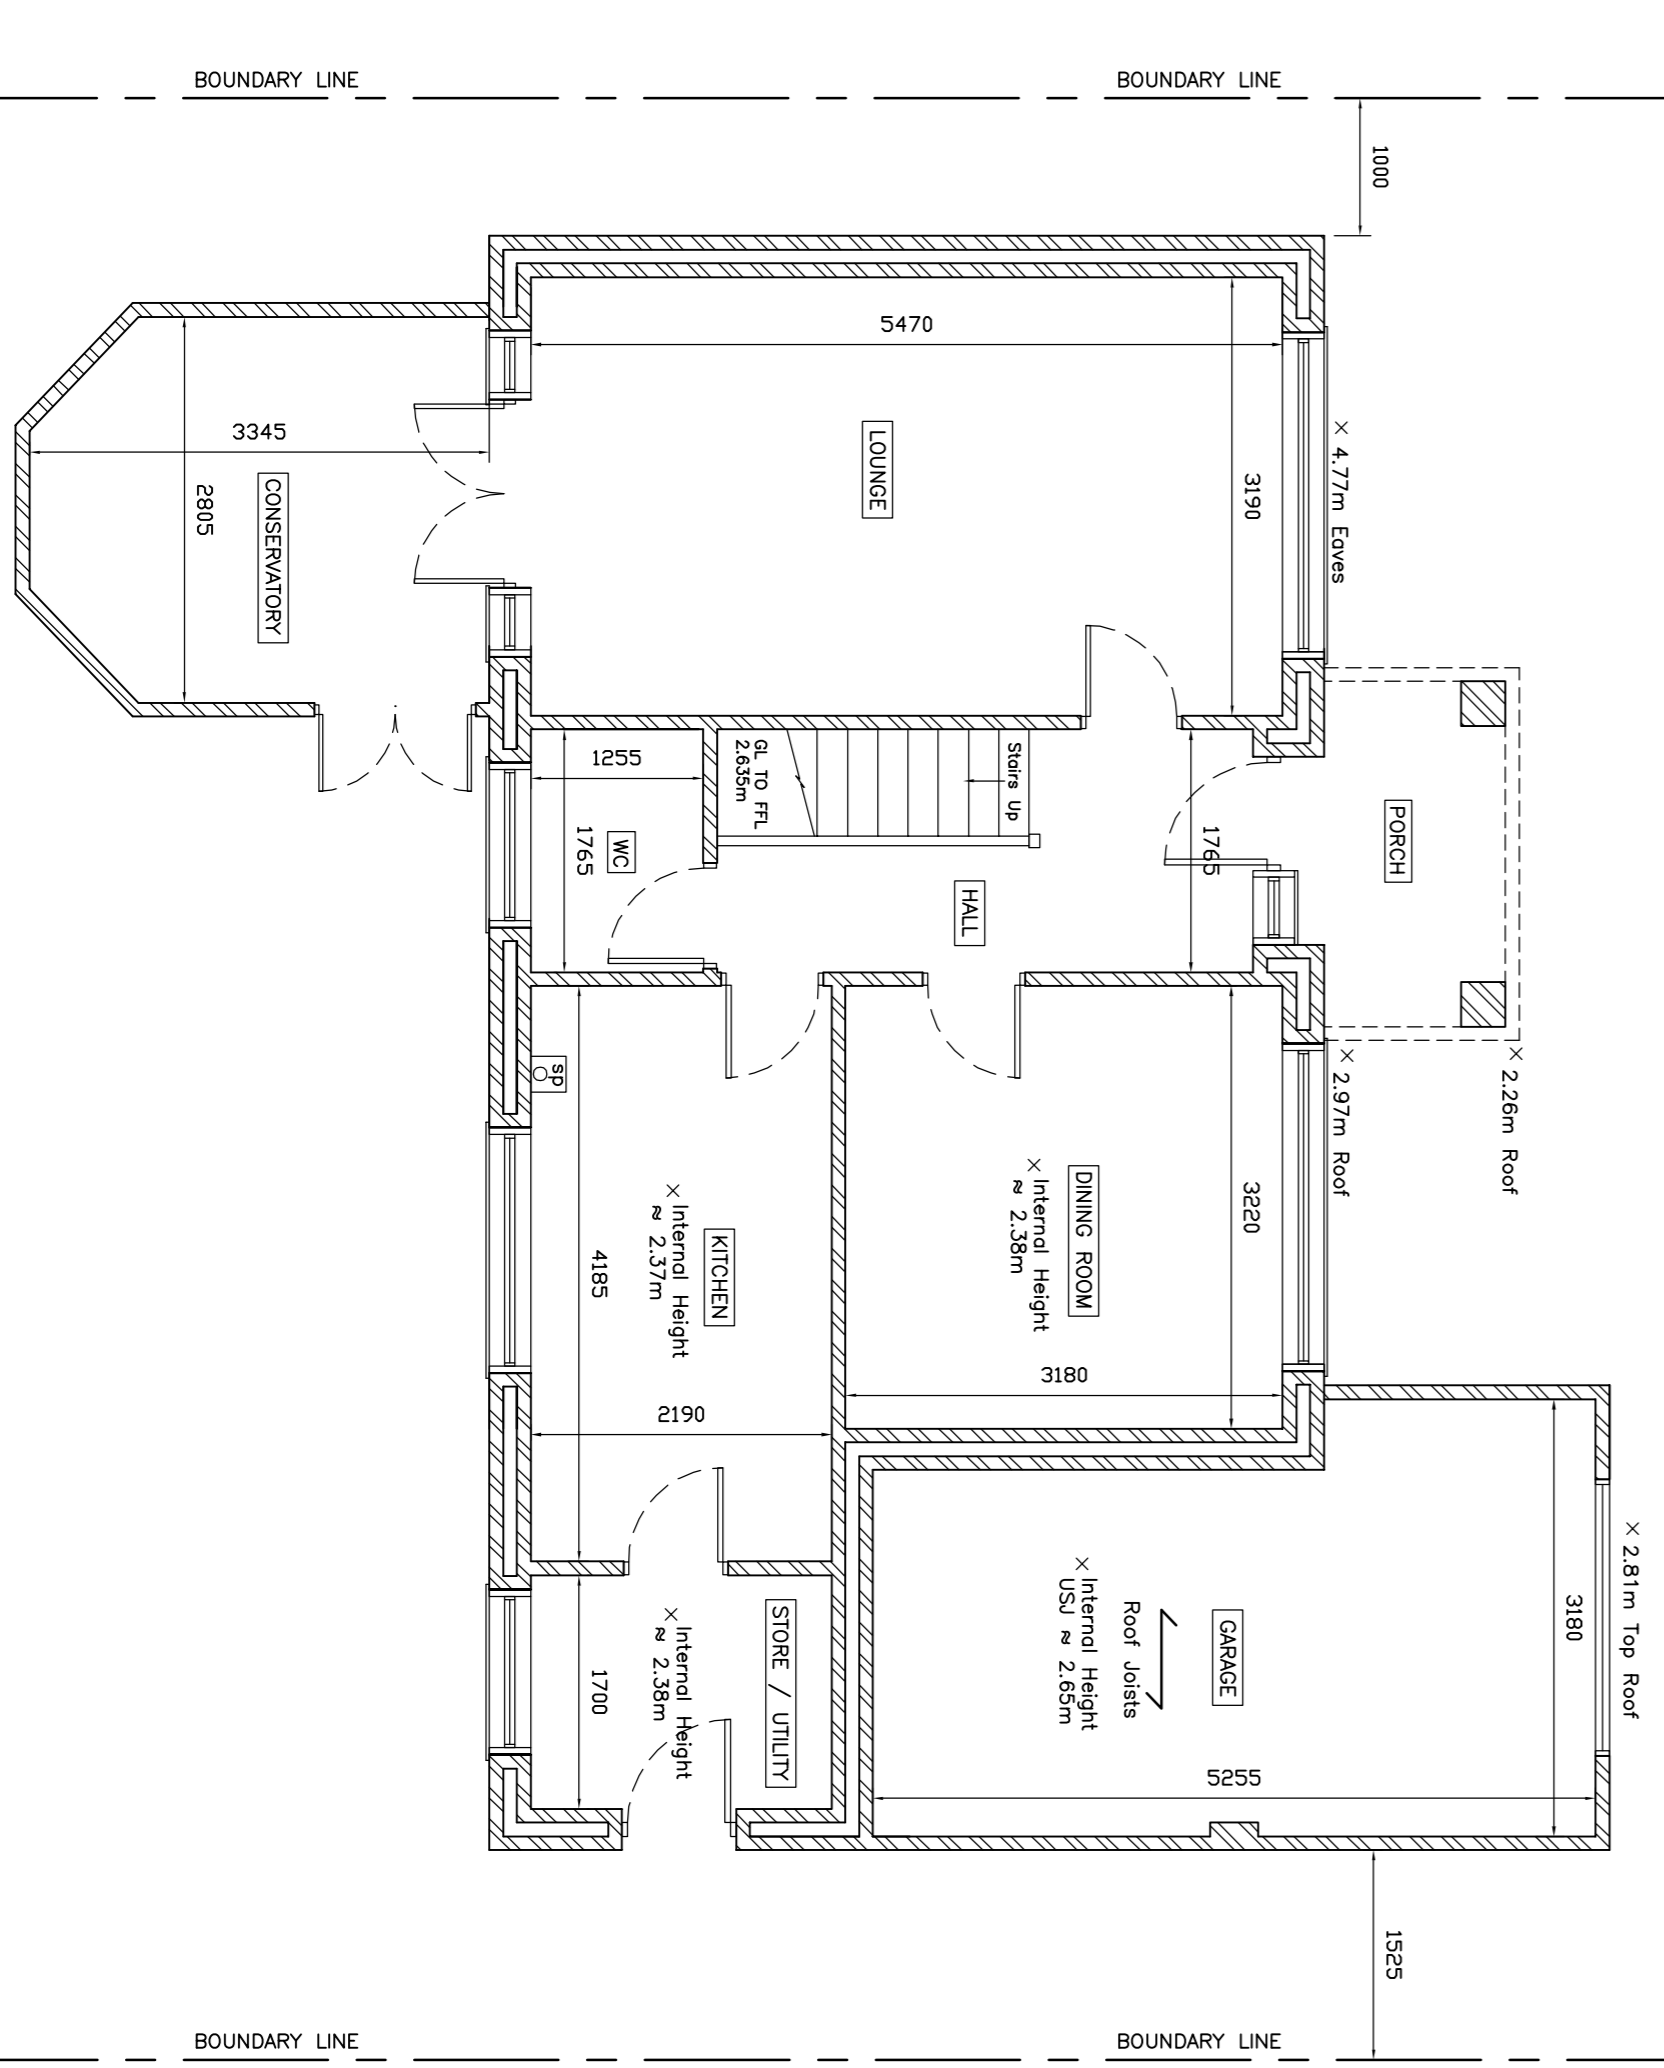 BOUNDARY LINE
BOUNDARY LINE
1000
5470
3190
LOUNGE
× 4.77m Eaves
3345
2805
CONSERVATORY
1255
1765
WC
GL TO FFL
2.635m
Stairs Up
1765
HALL
PORCH
sp
× 2.97m Roof
× 2.26m Roof
DINING ROOM
× Internal Height
≈ 2.38m
3220
3180
KITCHEN
× Internal Height
≈ 2.37m
4185
2190
STORE / UTILITY
× Internal Height
≈ 2.38m
1700
GARAGE
Roof Joists
× Internal Height
USJ ≈ 2.65m
3180
× 2.81m Top Roof
5255
1525
BOUNDARY LINE
BOUNDARY LINE